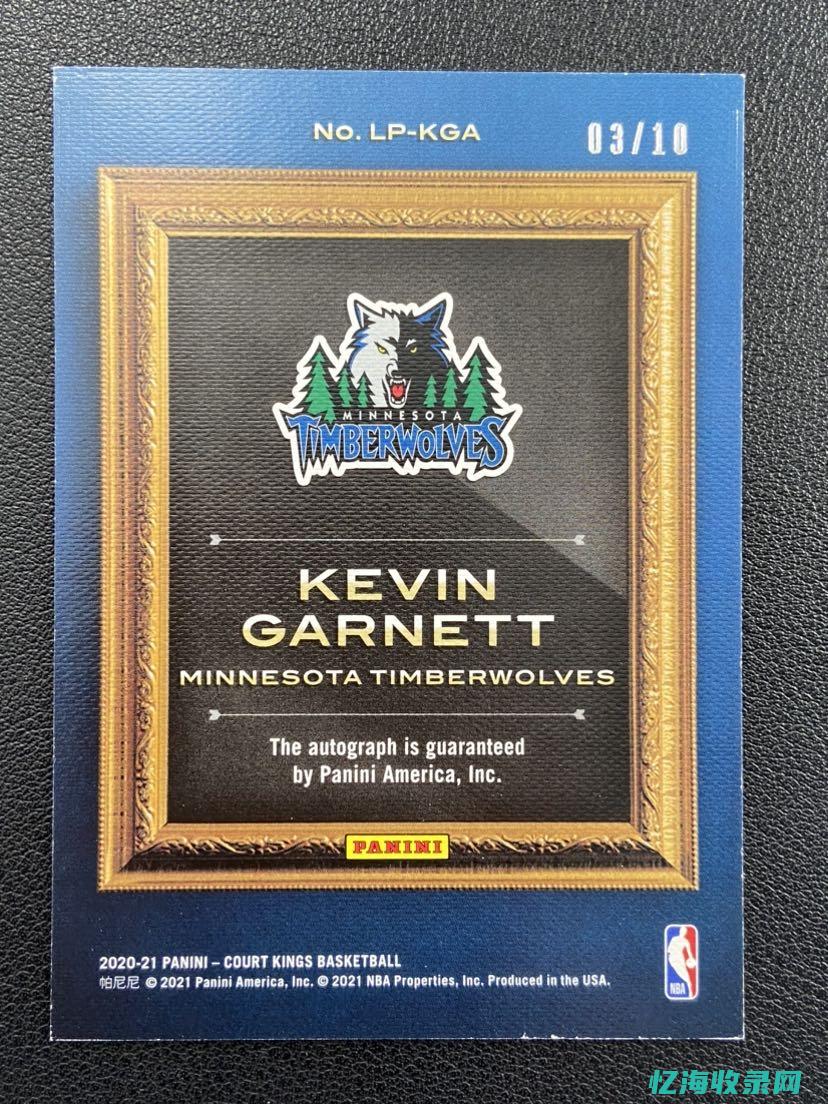 No. LP-KGA
03/10
MINNESOTA
TIMBERWOLVES
KEVIN
GARNETT
MINNESOTA TIMBERWOLVES
The autograph is guaranteed
by Panini America, Inc.
PANINI
2020-21 PANINI – COURT KINGS BASKETBALL
帕尼尼 © 2021 Panini America, Inc. © 2021 NBA Properties, Inc. Produced in the USA.
NBA
忆海收录网